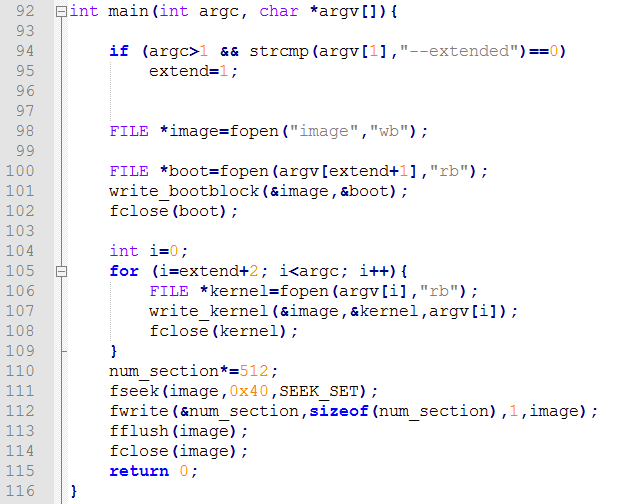 92 int main(int argc, char *argv[]){
93
94     if (argc>1 && strcmp(argv[1],"--extended")==0)
95         extend=1;
96
97
98     FILE *image=fopen("image","wb");
99
100     FILE *boot=fopen(argv[extend+1],"rb");
101     write_bootblock(&image,&boot);
102     fclose(boot);
103
104     int i=0;
105     for (i=extend+2; i<argc; i++){
106         FILE *kernel=fopen(argv[i],"rb");
107         write_kernel(&image,&kernel,argv[i]);
108         fclose(kernel);
109     }
110     num_section*=512;
111     fseek(image,0x40,SEEK_SET);
112     fwrite(&num_section,sizeof(num_section),1,image);
113     fflush(image);
114     fclose(image);
115     return 0;
116 }